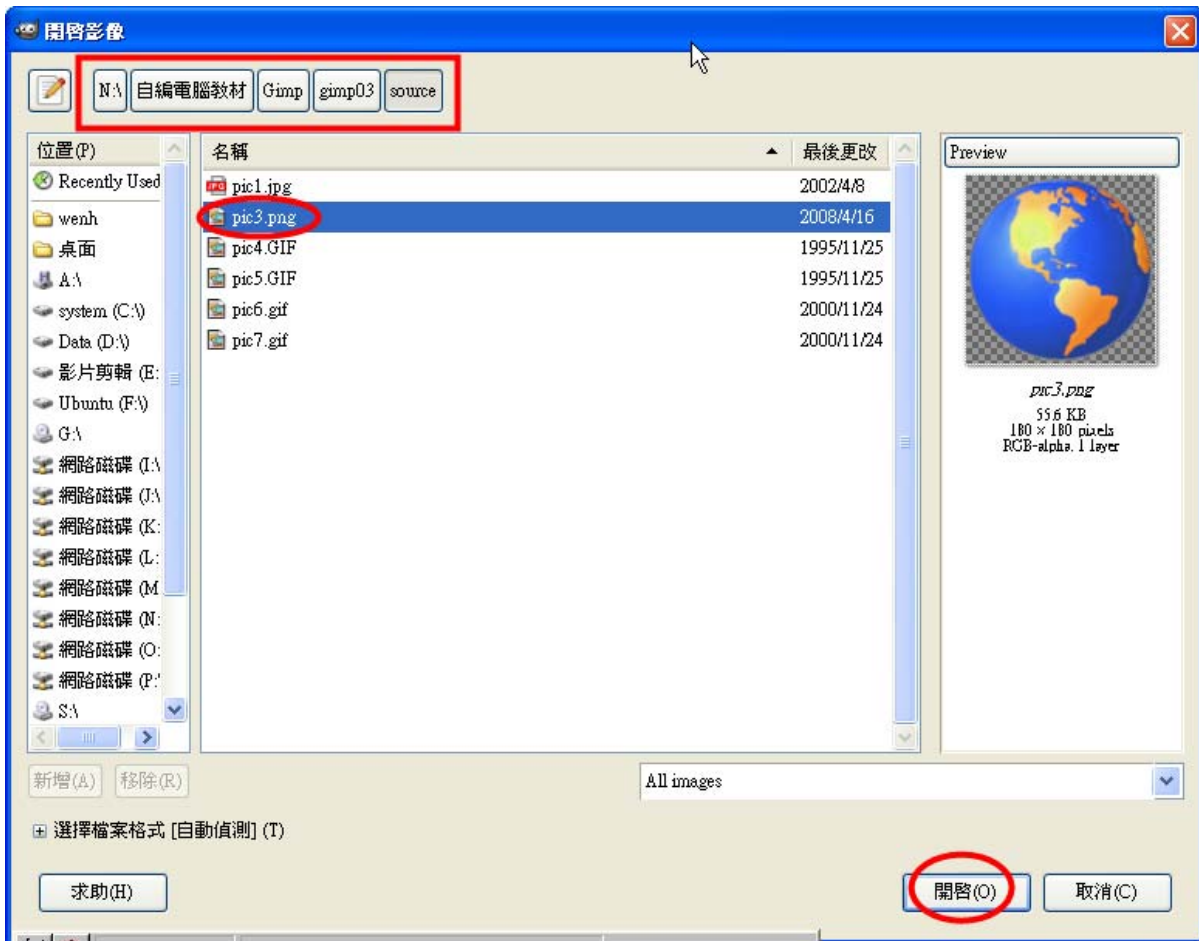 開啓影像
N:\ 自編電腦教材 Gimp gimp03 source
位置(P)
Recently Used
wenh
桌面
A:\
system (C:\)
Data (D:\)
影片剪輯 (E:
Ubuntu (F:\)
G:\
網路磁碟 (I:\
網路磁碟 (J:\
網路磁碟 (K:
網路磁碟 (L:
網路磁碟 (M
網路磁碟 (N:
網路磁碟 (O:
網路磁碟 (P:
S:\
名稱 最後更改
pic1.jpg 2002/4/8
pic3.png 2008/4/16
pic4.GIF 1995/11/25
pic5.GIF 1995/11/25
pic6.gif 2000/11/24
pic7.gif 2000/11/24
Preview
pic3.png
55.6 KB
180 × 180 pixels
RGB-alpha, 1 layer
新增(A) 移除(R) All images
選擇檔案格式 [自動偵測] (T)
求助(H) 開啓(O) 取消(C)